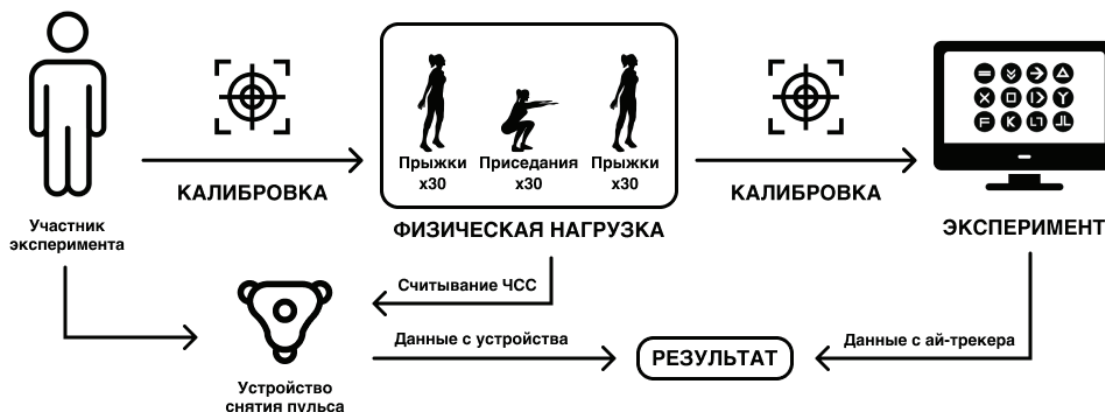 Прыжки
x30
Приседания
x30
Прыжки
x30
КАЛИБРОВКА
КАЛИБРОВКА
Участник
эксперимента
ФИЗИЧЕСКАЯ НАГРУЗКА
ЭКСПЕРИМЕНТ
Считывание ЧСС
Данные с устройства
РЕЗУЛЬТАТ
Данные с ай-трекера
Устройство
снятия пульса